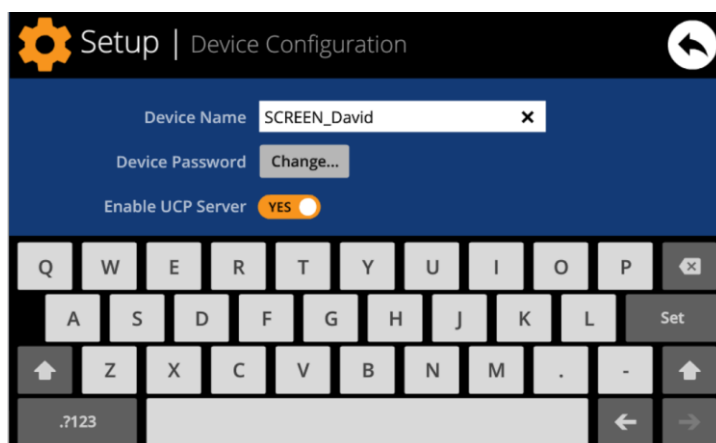 Setup | Device Configuration
Device Name SCREEN_David
Device Password Change...
Enable UCP Server YES
Q W E R T Y U I O P
A S D F G H J K L Set
Z X C V B N M . -
.?123